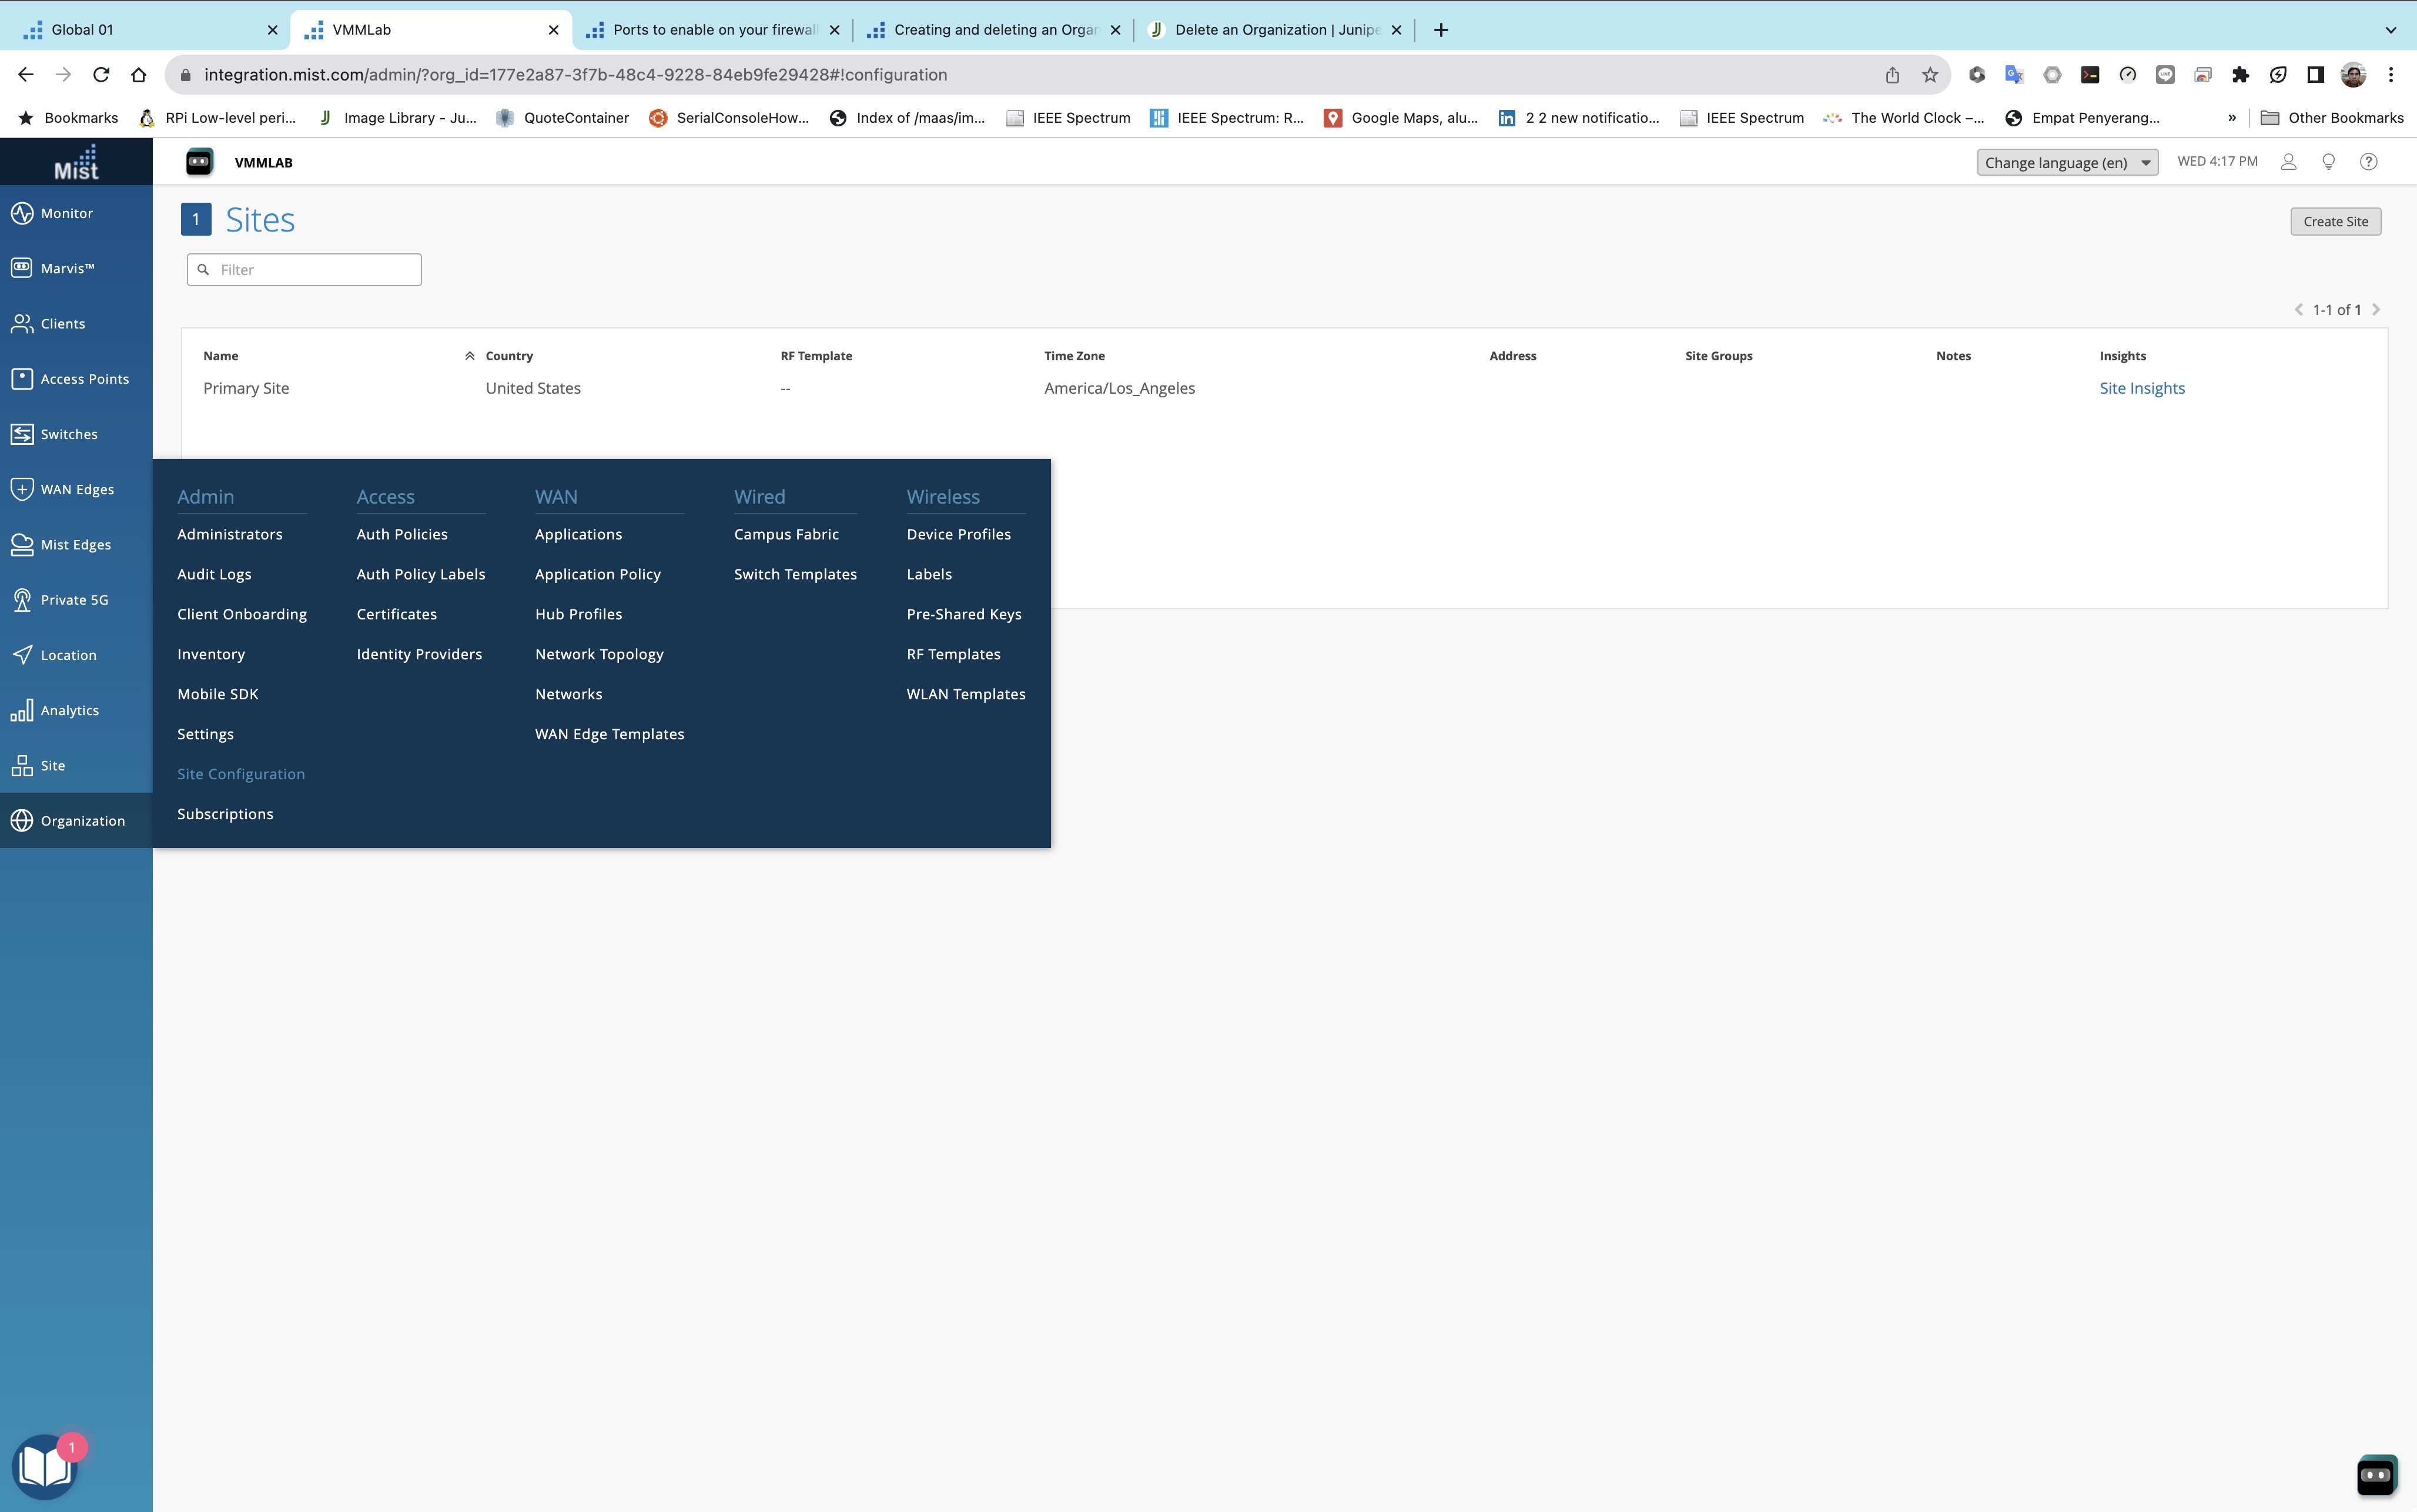 Global 01
VMMLab
Ports to enable on your firewall
Creating and deleting an Organ
Delete an Organization | Junipe
integration.mist.com/admin/?org_id=177e2a87-3f7b-48c4-9228-84eb9fe29428#!configuration
Bookmarks
RPi Low-level peri...
Image Library - Ju...
QuoteContainer
SerialConsoleHow...
Index of /maas/im...
IEEE Spectrum
IEEE Spectrum: R...
Google Maps, alu...
2 2 new notificatio...
IEEE Spectrum
The World Clock –...
Empat Penyerang...
»
Other Bookmarks
Mist
VMMLAB
Change language (en)
WED 4:17 PM
Monitor
Marvis™
Clients
Access Points
Switches
WAN Edges
Mist Edges
Private 5G
Location
Analytics
Site
Organization
1 Sites
Create Site
Filter
1-1 of 1
Name Country RF Template Time Zone Address Site Groups Notes Insights
Primary Site United States -- America/Los_Angeles Site Insights
Admin
Administrators
Audit Logs
Client Onboarding
Inventory
Mobile SDK
Settings
Site Configuration
Subscriptions
Access
Auth Policies
Auth Policy Labels
Certificates
Identity Providers
WAN
Applications
Application Policy
Hub Profiles
Network Topology
Networks
WAN Edge Templates
Wired
Campus Fabric
Switch Templates
Wireless
Device Profiles
Labels
Pre-Shared Keys
RF Templates
WLAN Templates
1